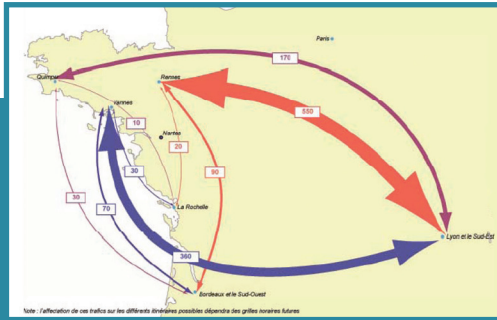 Paris
176
Quimper
Rennes
Vannes
550
10
Nantes
20
30
90
30
70
La Rochelle
Lyon et le Sud-Est
360
Bordeaux et le Sud-Ouest
Note : l'affectation de ces trafics sur les différents itinéraires possibles dépendra des grilles horaires futures